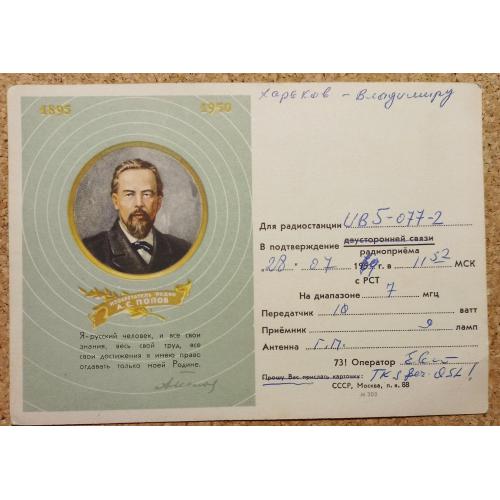 1895 1950
ИЗОБРЕТАТЕЛЬ РАДИО
А. С. ПОПОВ
Я-русский человек, и все свои
знания, весь свой труд, все
свои достижения я имею право
отдавать только моей Родине.
Харьков - Владимиру
Для радиостанции UB5-077-2
В подтверждение двусторонней связи
радиоприёма
28 07 19 г. в 11 52 МСК
с РСТ
На диапазоне 7 мгц
Передатчик 10 ватт
Приёмник 9 ламп
Антенна Г.П.
73! Оператор
Прошу Вас прислать карточку: TKS for QSL!
СССР, Москва, п. я. 88